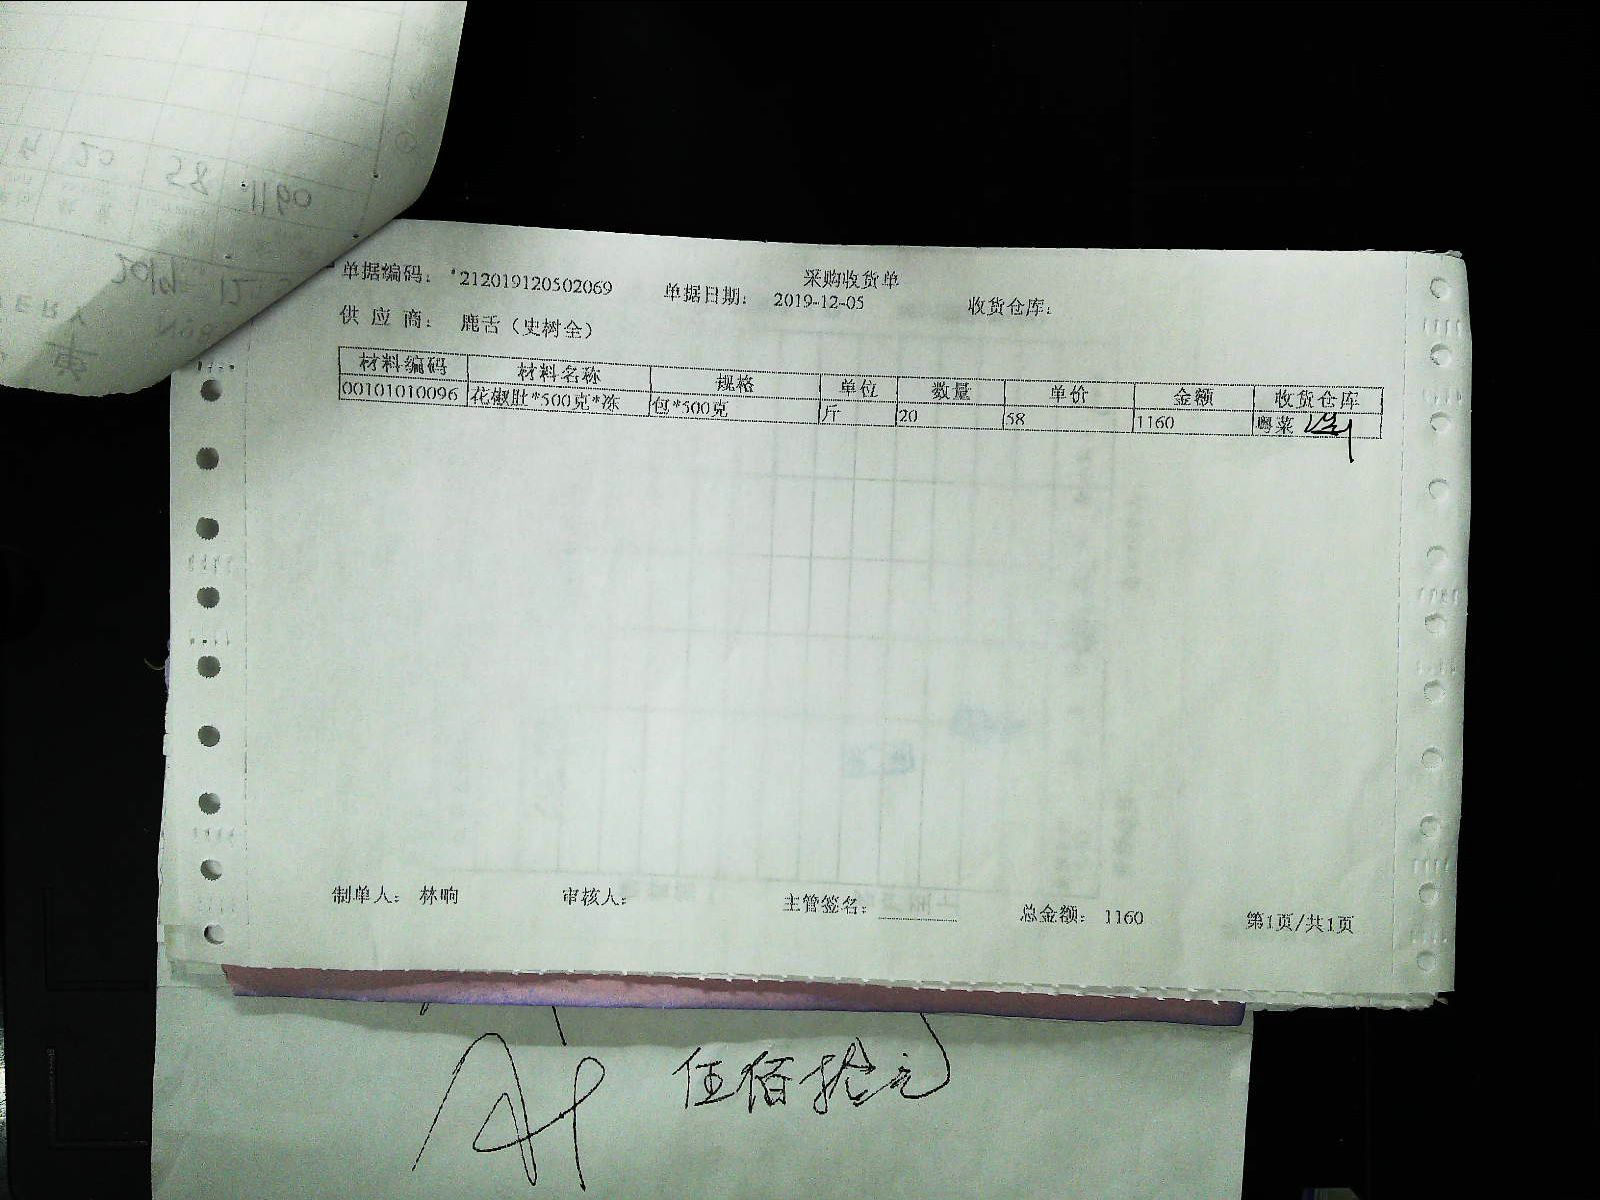 采购收货单
单据编码： 212019120502069 单据日期： 2019-12-05 收货仓库：
供 应 商： 鹿舌（史树全）
材料编码 材料名称 规格 单位 数量 单价 金额 收货仓库
00101010096 花椒肚*500克*冻 包*500克 斤 20 58 1160 粤菜
制单人： 林晌 审核人： 主管签名： 总金额： 1160 第1页/共1页
伍佰拾元